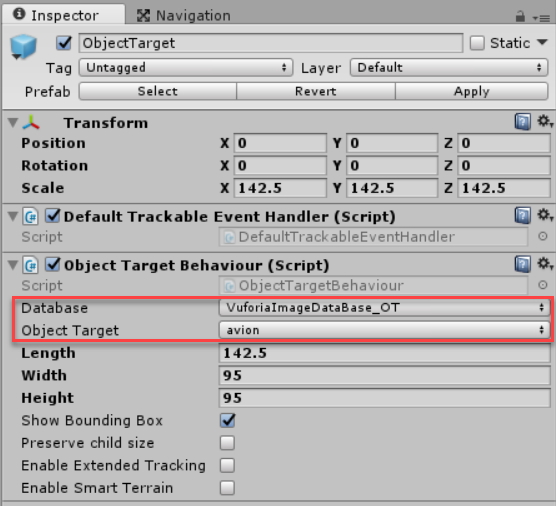 Inspector Navigation
ObjectTarget Static
Tag Untagged Layer Default
Prefab Select Revert Apply
Transform
Position X 0 Y 0 Z 0
Rotation X 0 Y 0 Z 0
Scale X 142.5 Y 142.5 Z 142.5
Default Trackable Event Handler (Script)
Script DefaultTrackableEventHandler
Object Target Behaviour (Script)
Script ObjectTargetBehaviour
Database VuforiaImageDataBase_OT
Object Target avion
Length 142.5
Width 95
Height 95
Show Bounding Box
Preserve child size
Enable Extended Tracking
Enable Smart Terrain